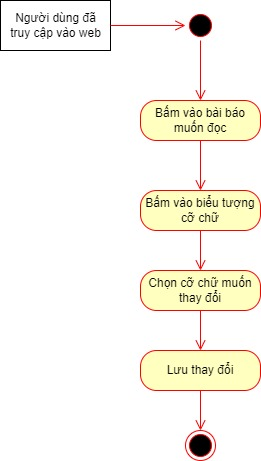 Người dùng đã
truy cập vào web
Bấm vào bài báo
muốn đọc
Bấm vào biểu tượng
cỡ chữ
Chọn cỡ chữ muốn
thay đổi
Lưu thay đổi